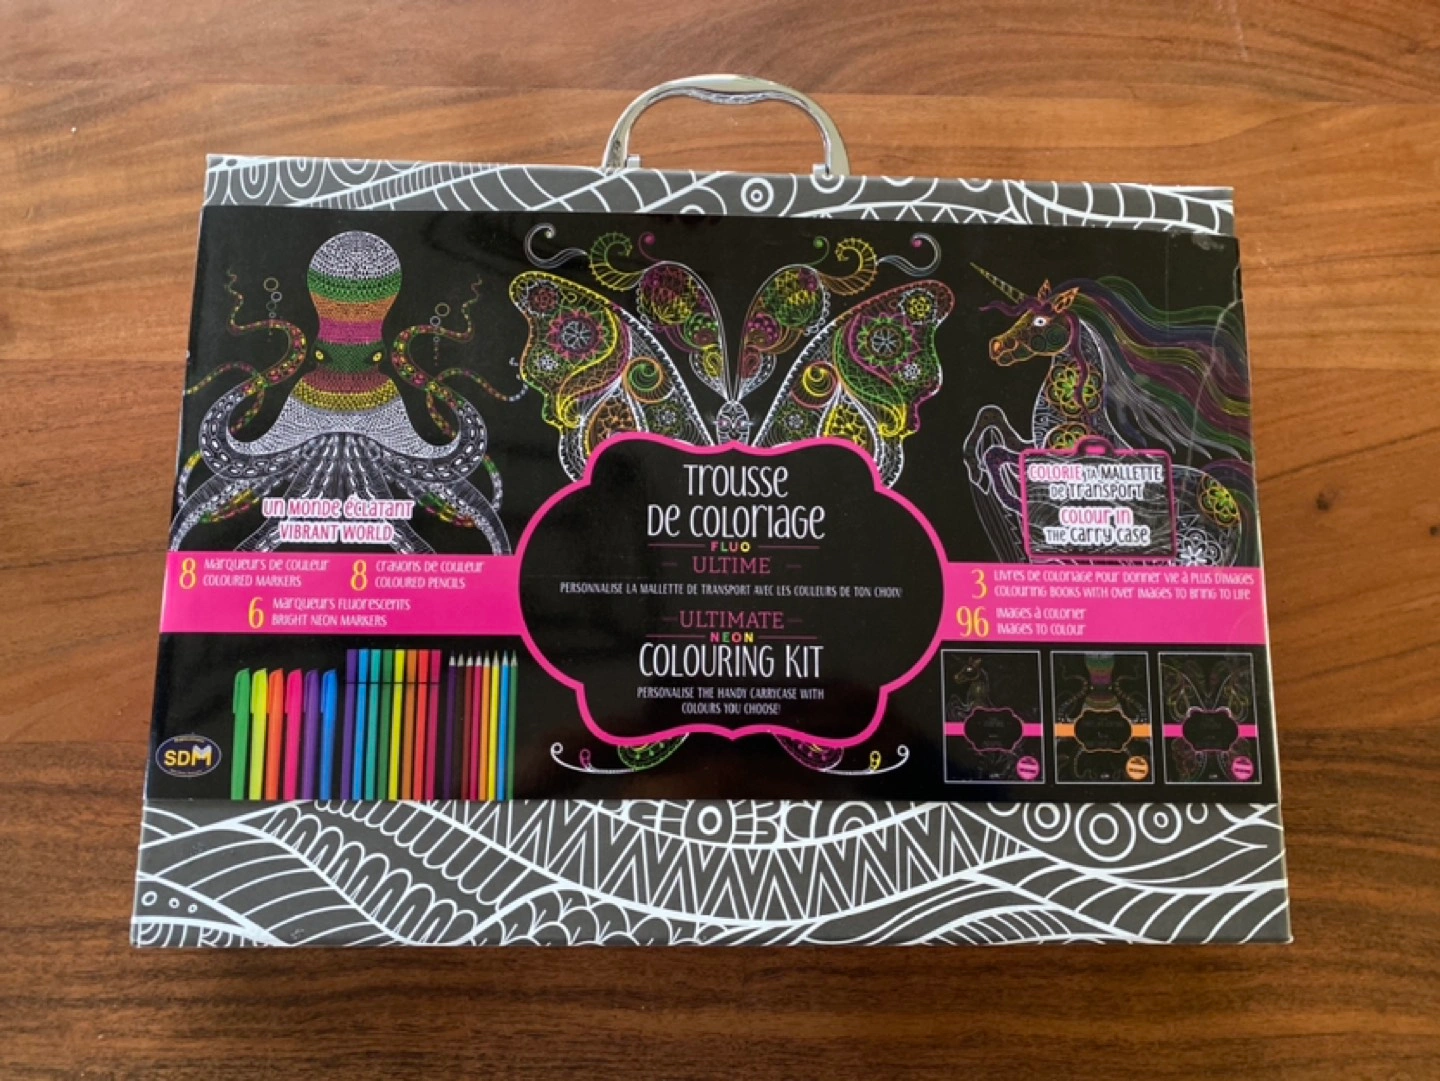 UN MONDE ÉCLATANT
VIBRANT WORLD
8 MARQUEURS DE COULEUR
COLOURED MARKERS
8 CRAYONS DE COULEUR
COLOURED PENCILS
6 MARQUEURS FLUORESCENTS
BRIGHT NEON MARKERS
SDM
TROUSSE
DE COLORIAGE
FLUO
ULTIME
PERSONNALISE LA MALLETTE DE TRANSPORT AVEC LES COULEURS DE TON CHOIX!
ULTIMATE
NEON
COLOURING KIT
PERSONALISE THE HANDY CARRYCASE WITH
COLOURS YOU CHOOSE!
COLORIE TA MALLETTE
DE TRANSPORT
COLOUR IN
THE CARRY CASE
3 LIVRES DE COLORIAGE POUR DONNER VIE À PLUS D'IMAGES
COLOURING BOOKS WITH OVER IMAGES TO BRING TO LIFE
96 IMAGES À COLORIER
IMAGES TO COLOUR